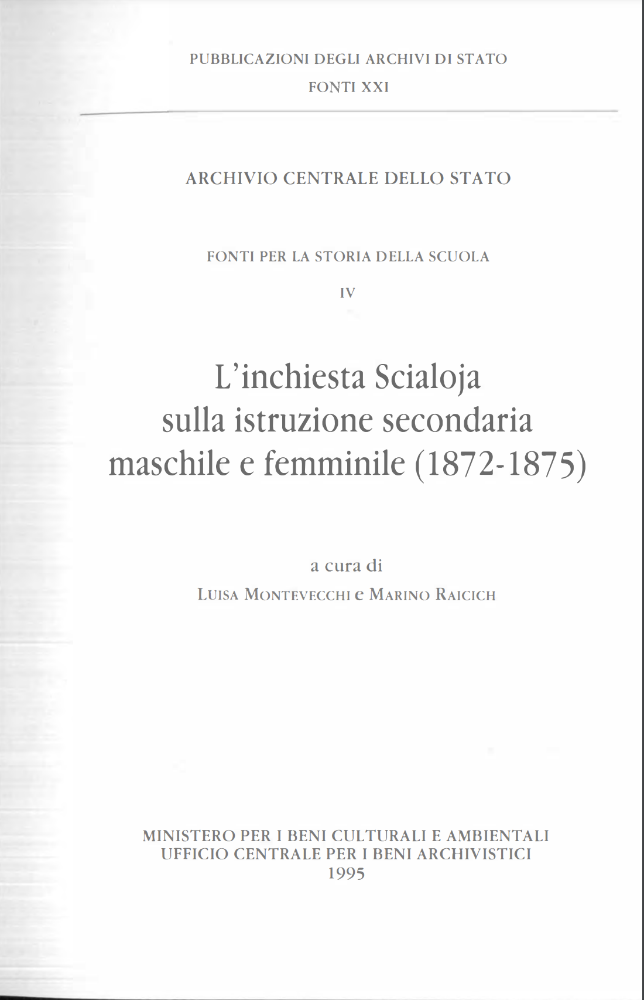 PUBBLICAZIONI DEGLI ARCHIVI DI STATO
FONTI XXI
ARCHIVIO CENTRALE DELLO STATO
FONTI PER LA STORIA DELLA SCUOLA
IV
L'inchiesta Scialoja
sulla istruzione secondaria
maschile e femminile (1872-1875)
a cura di
LUISA MONTEVECCHI e MARINO RAICICH
MINISTERO PER I BENI CULTURALI E AMBIENTALI
UFFICIO CENTRALE PER I BENI ARCHIVISTICI
1995